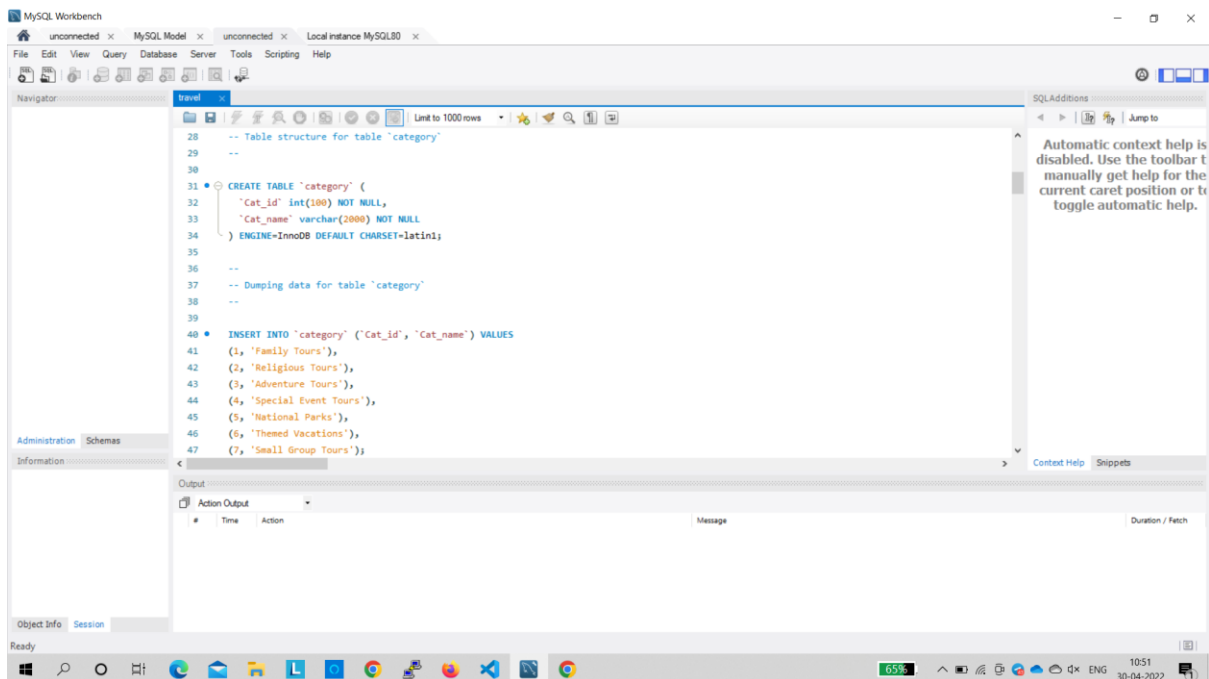 MySQL Workbench
unconnected × MySQL Model × unconnected × Local instance MySQL80 ×
File Edit View Query Database Server Tools Scripting Help
Navigator
travel ×
SQLAdditions
Limit to 1000 rows
Jump to
28 -- Table structure for table `category`
29 --
30
31 CREATE TABLE `category` (
32 `Cat_id` int(100) NOT NULL,
33 `Cat_name` varchar(2000) NOT NULL
34 ) ENGINE=InnoDB DEFAULT CHARSET=latin1;
35
36 --
37 -- Dumping data for table `category`
38 --
39
40 INSERT INTO `category` (`Cat_id`, `Cat_name`) VALUES
41 (1, 'Family Tours'),
42 (2, 'Religious Tours'),
43 (3, 'Adventure Tours'),
44 (4, 'Special Event Tours'),
45 (5, 'National Parks'),
46 (6, 'Themed Vacations'),
47 (7, 'Small Group Tours');
Automatic context help is
disabled. Use the toolbar t
manually get help for the
current caret position or to
toggle automatic help.
Administration Schemas
Information
Context Help Snippets
Output
Action Output
# Time Action Message Duration / Fetch
Object Info Session
Ready
65% ENG 10:51
30-04-2022